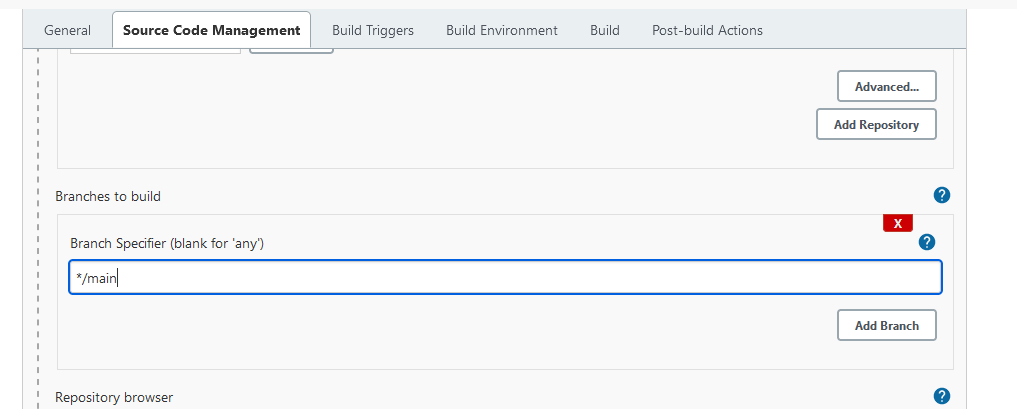 General Source Code Management Build Triggers Build Environment Build Post-build Actions
Advanced...
Add Repository
Branches to build ?
X
Branch Specifier (blank for 'any') ?
*/main
Add Branch
Repository browser ?